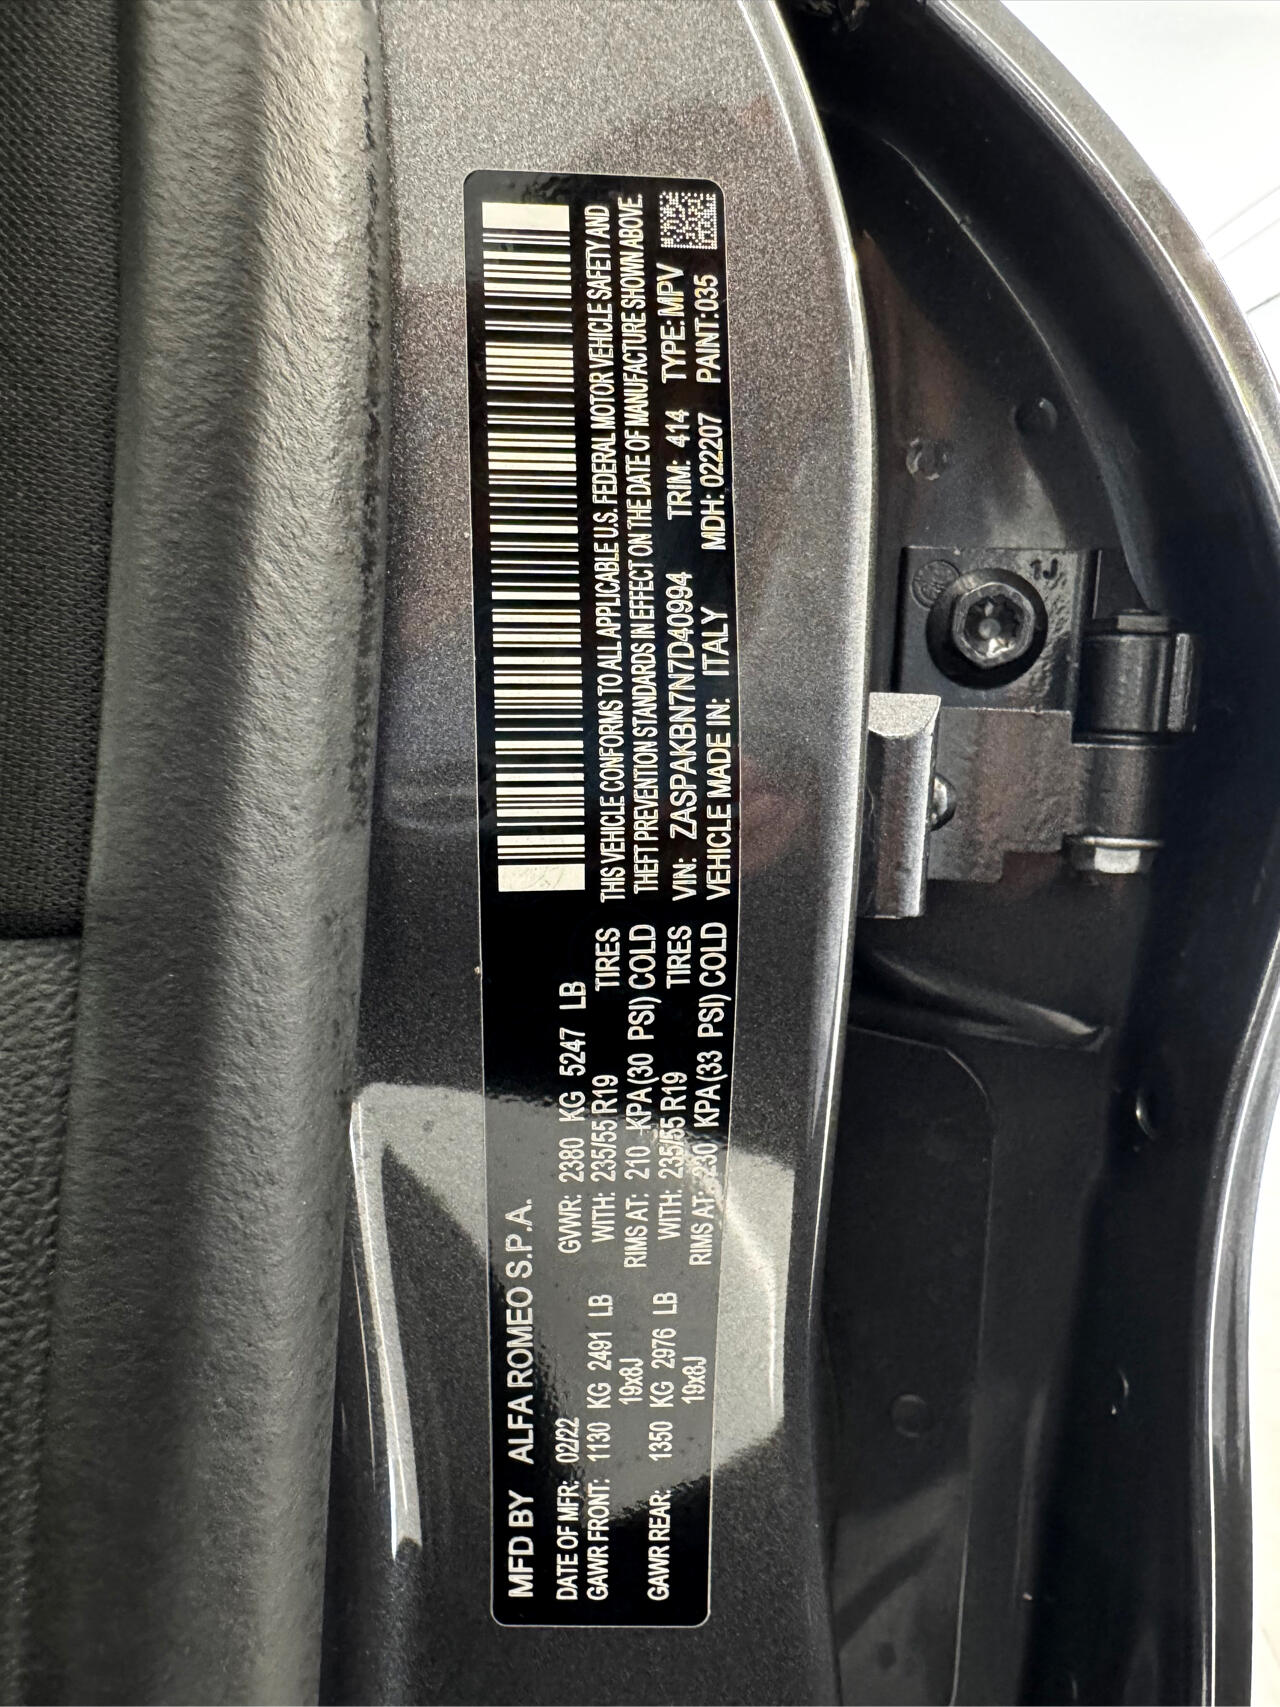 MFD BY ALFA ROMEO S.P.A.
DATE OF MFR: 02/22 GVWR: 2380 KG 5247 LB
GAWR FRONT: 1130 KG 2491 LB WITH: 235/55 R19 TIRES
19x8J RIMS AT: 210 KPA (30 PSI) COLD
GAWR REAR: 1350 KG 2976 LB WITH: 235/55 R19 TIRES
19x8J RIMS AT: 230 KPA (33 PSI) COLD
THIS VEHICLE CONFORMS TO ALL APPLICABLE U.S. FEDERAL MOTOR VEHICLE SAFETY AND
THEFT PREVENTION STANDARDS IN EFFECT ON THE DATE OF MANUFACTURE SHOWN ABOVE.
VIN: ZASPAKBN7N7D40994 TRIM: 414 TYPE: MPV
VEHICLE MADE IN: ITALY MDH: 022207 PAINT:035
1J